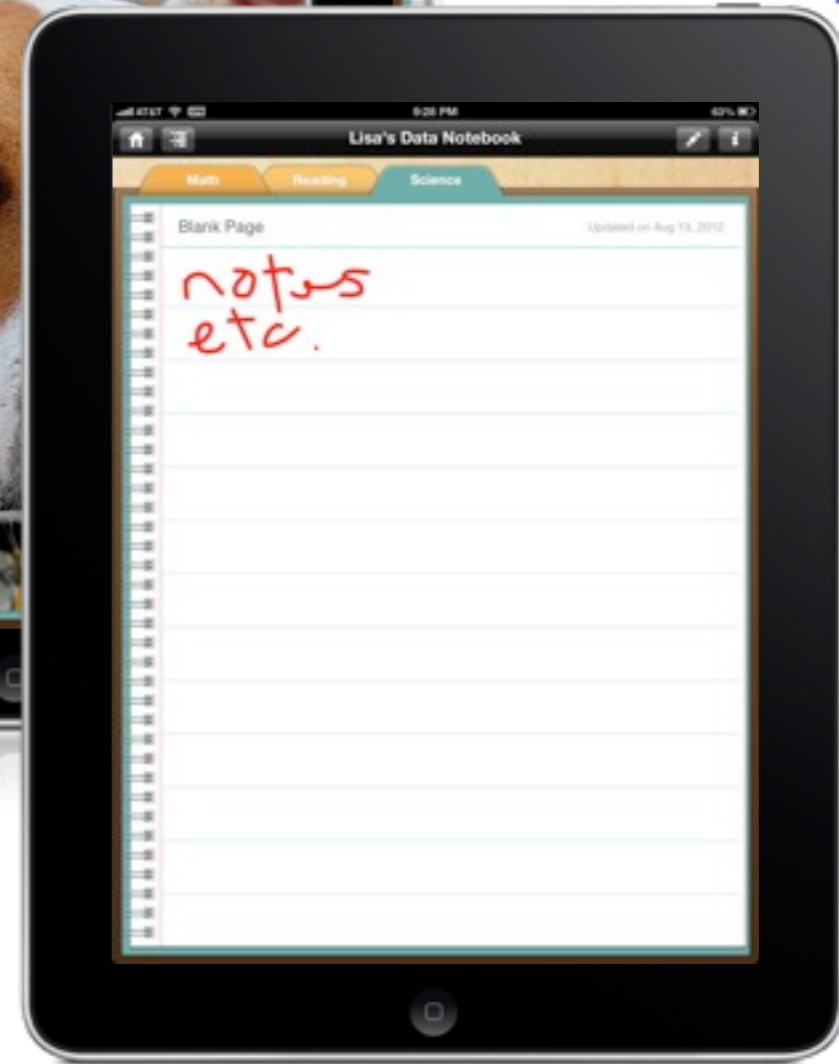 AT&T 9:28 PM 63%
Lisa's Data Notebook
Math Reading Science
Blank Page Updated on Aug 13, 2012
notes
etc.